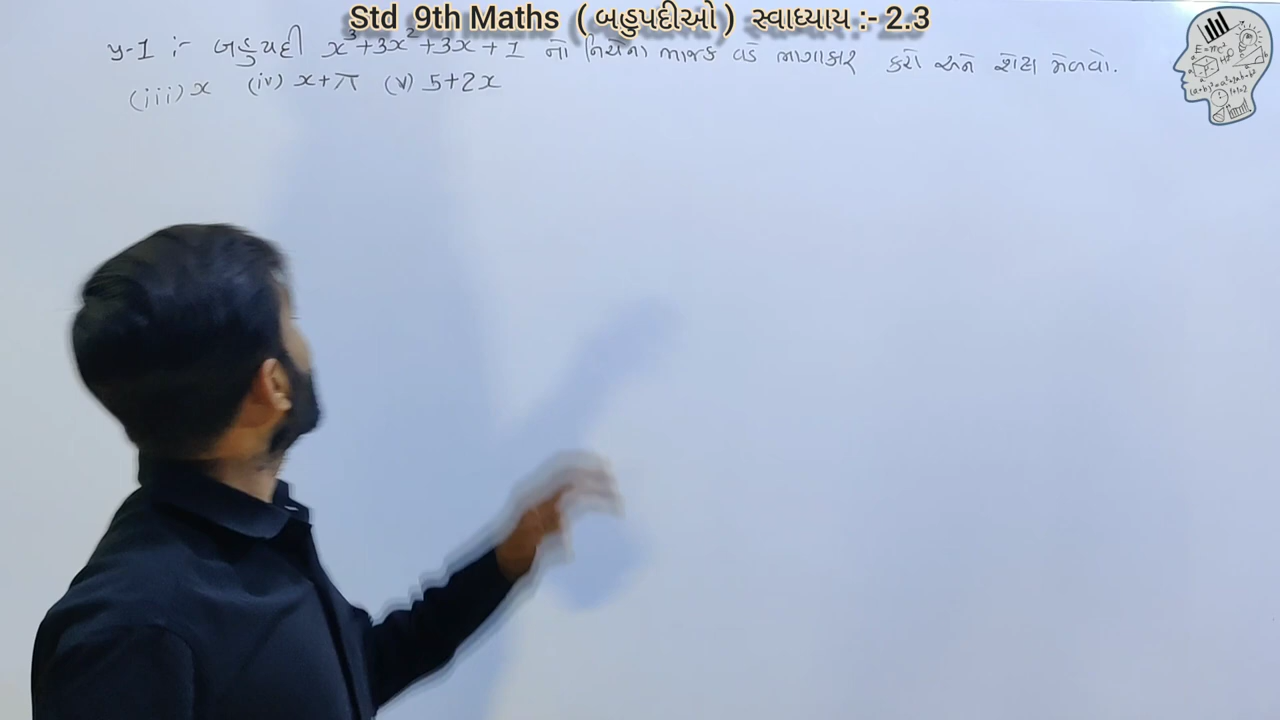 Std 9th Maths ( બહુપદીઓ ) સ્વાધ્યાય :- 2.3
પ્ર-1 :- બહુપદી x³+3x²+3x+1 નો નિચેના ભાજક વડે ભાગાકાર કરો અને શેષ મેળવો.
(iii) x (iv) x+π (v) 5+2x